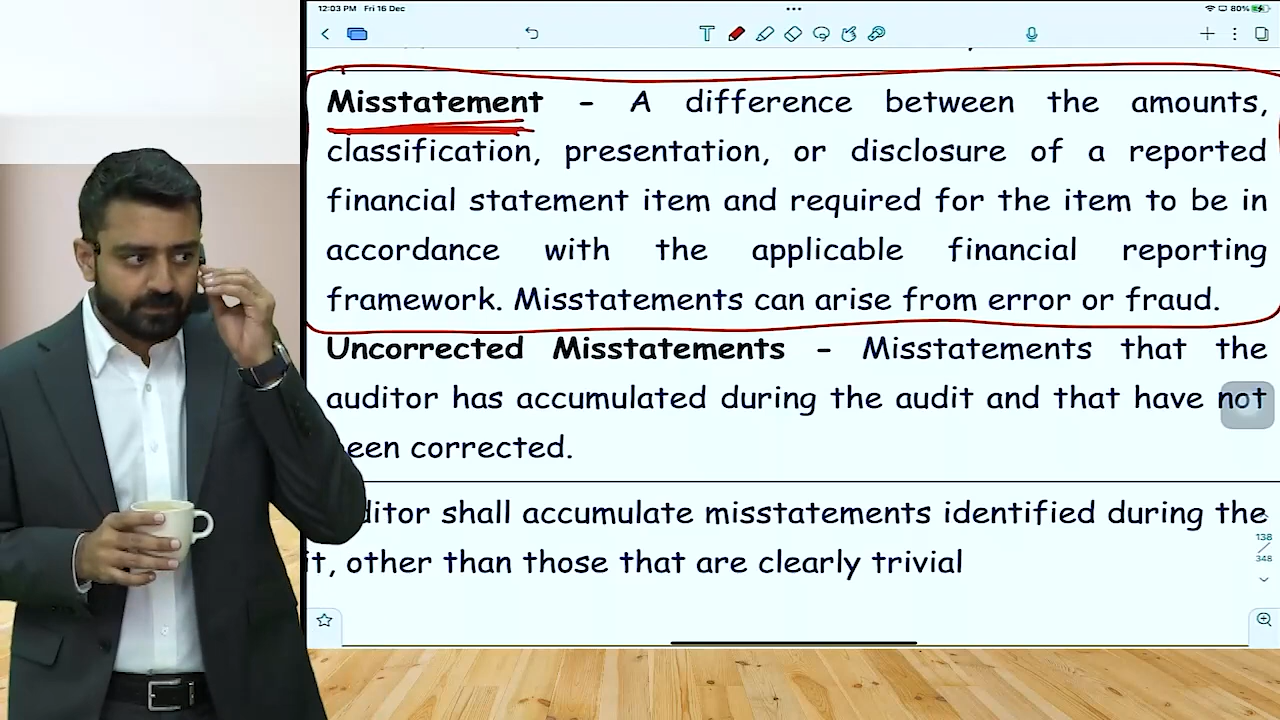 12:03 PM Fri 16 Dec
80%
T
Misstatement - A difference between the amounts,
classification, presentation, or disclosure of a reported
financial statement item and required for the item to be in
accordance with the applicable financial reporting
framework. Misstatements can arise from error or fraud.
Uncorrected Misstatements - Misstatements that the
auditor has accumulated during the audit and that have not
been corrected.
shall accumulate misstatements identified during the
other than those that are clearly trivial
138
348